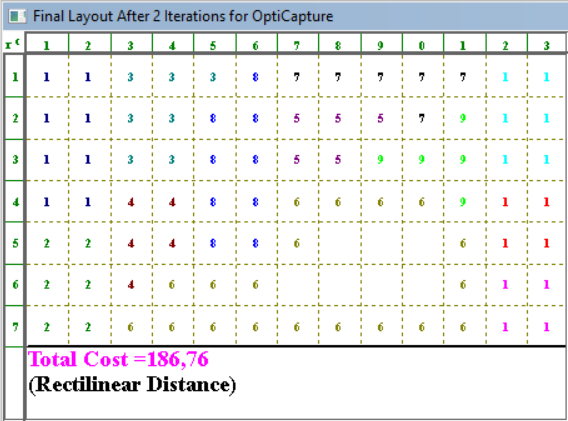 Final Layout After 2 Iterations for OptiCapture
r c 1 2 3 4 5 6 7 8 9 0 1 2 3
1 1 1 3 3 3 8 7 7 7 7 7 1 1
2 1 1 3 3 8 8 5 5 5 7 9 1 1
3 1 1 3 3 8 8 5 5 9 9 9 1 1
4 1 1 4 4 8 8 6 6 6 6 9 1 1
5 2 2 4 4 8 8 6 6 1 1
6 2 2 4 6 6 6 6 1 1
7 2 2 6 6 6 6 6 6 6 6 6 1 1
Total Cost =186,76
(Rectilinear Distance)